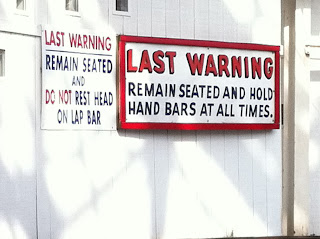 LAST WARNING
REMAIN SEATED
AND
DO NOT REST HEAD
ON LAP BAR
LAST WARNING
REMAIN SEATED AND HOLD
HAND BARS AT ALL TIMES.